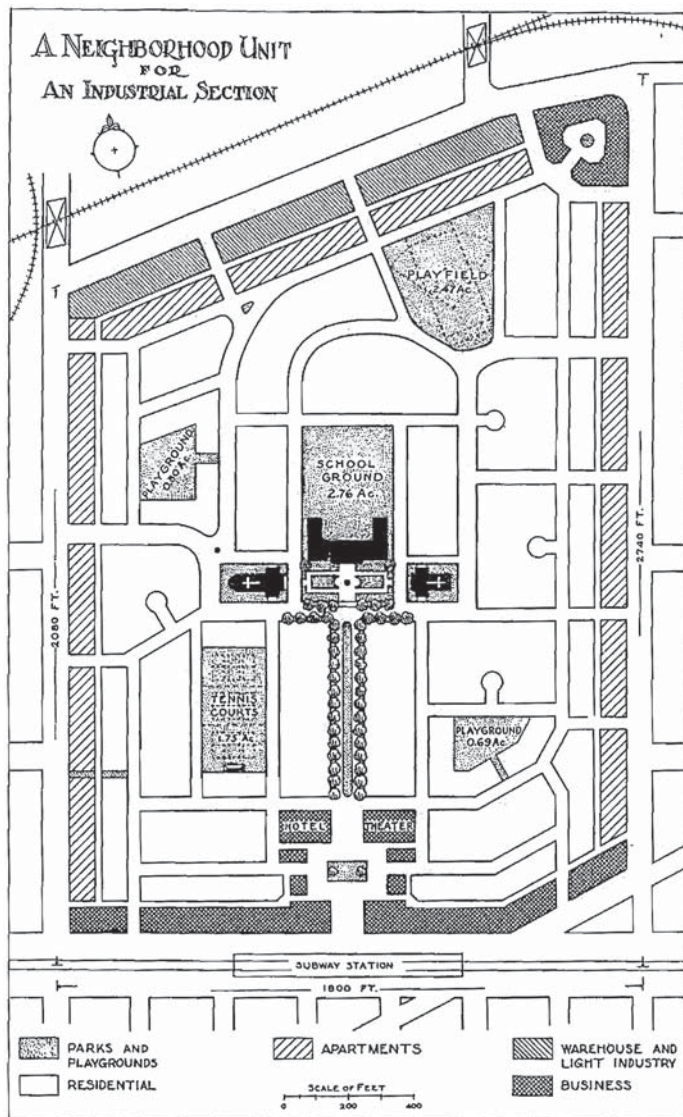 A NEIGHBORHOOD UNIT
FOR
AN INDUSTRIAL SECTION
PLAYFIELD
2.47 Ac.
PLAYGROUND
0.80 Ac.
SCHOOL
GROUND
2.76 Ac.
2080 FT.
2740 FT.
TENNIS
COURTS
1.75 Ac.
PLAYGROUND
0.69 Ac.
HOTEL
THEATER
SUBWAY STATION
1800 FT.
PARKS AND
PLAYGROUNDS
APARTMENTS
WAREHOUSE AND
LIGHT INDUSTRY
RESIDENTIAL
SCALE OF FEET
0 200 400
BUSINESS